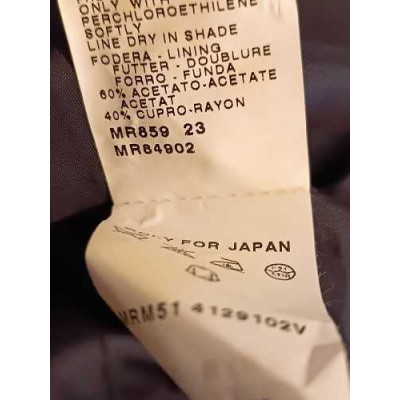 ONLY WITH
PERCHLOROETHILENE
SOFTLY
LINE DRY IN SHADE
FODERA - LINING
FUTTER - DOUBLURE
FORRO - FUNDA
60% ACETATO-ACETATE
ACETAT
40% CUPRO-RAYON
MR859 23
MR84902
FOR JAPAN
MRM51 4129102V